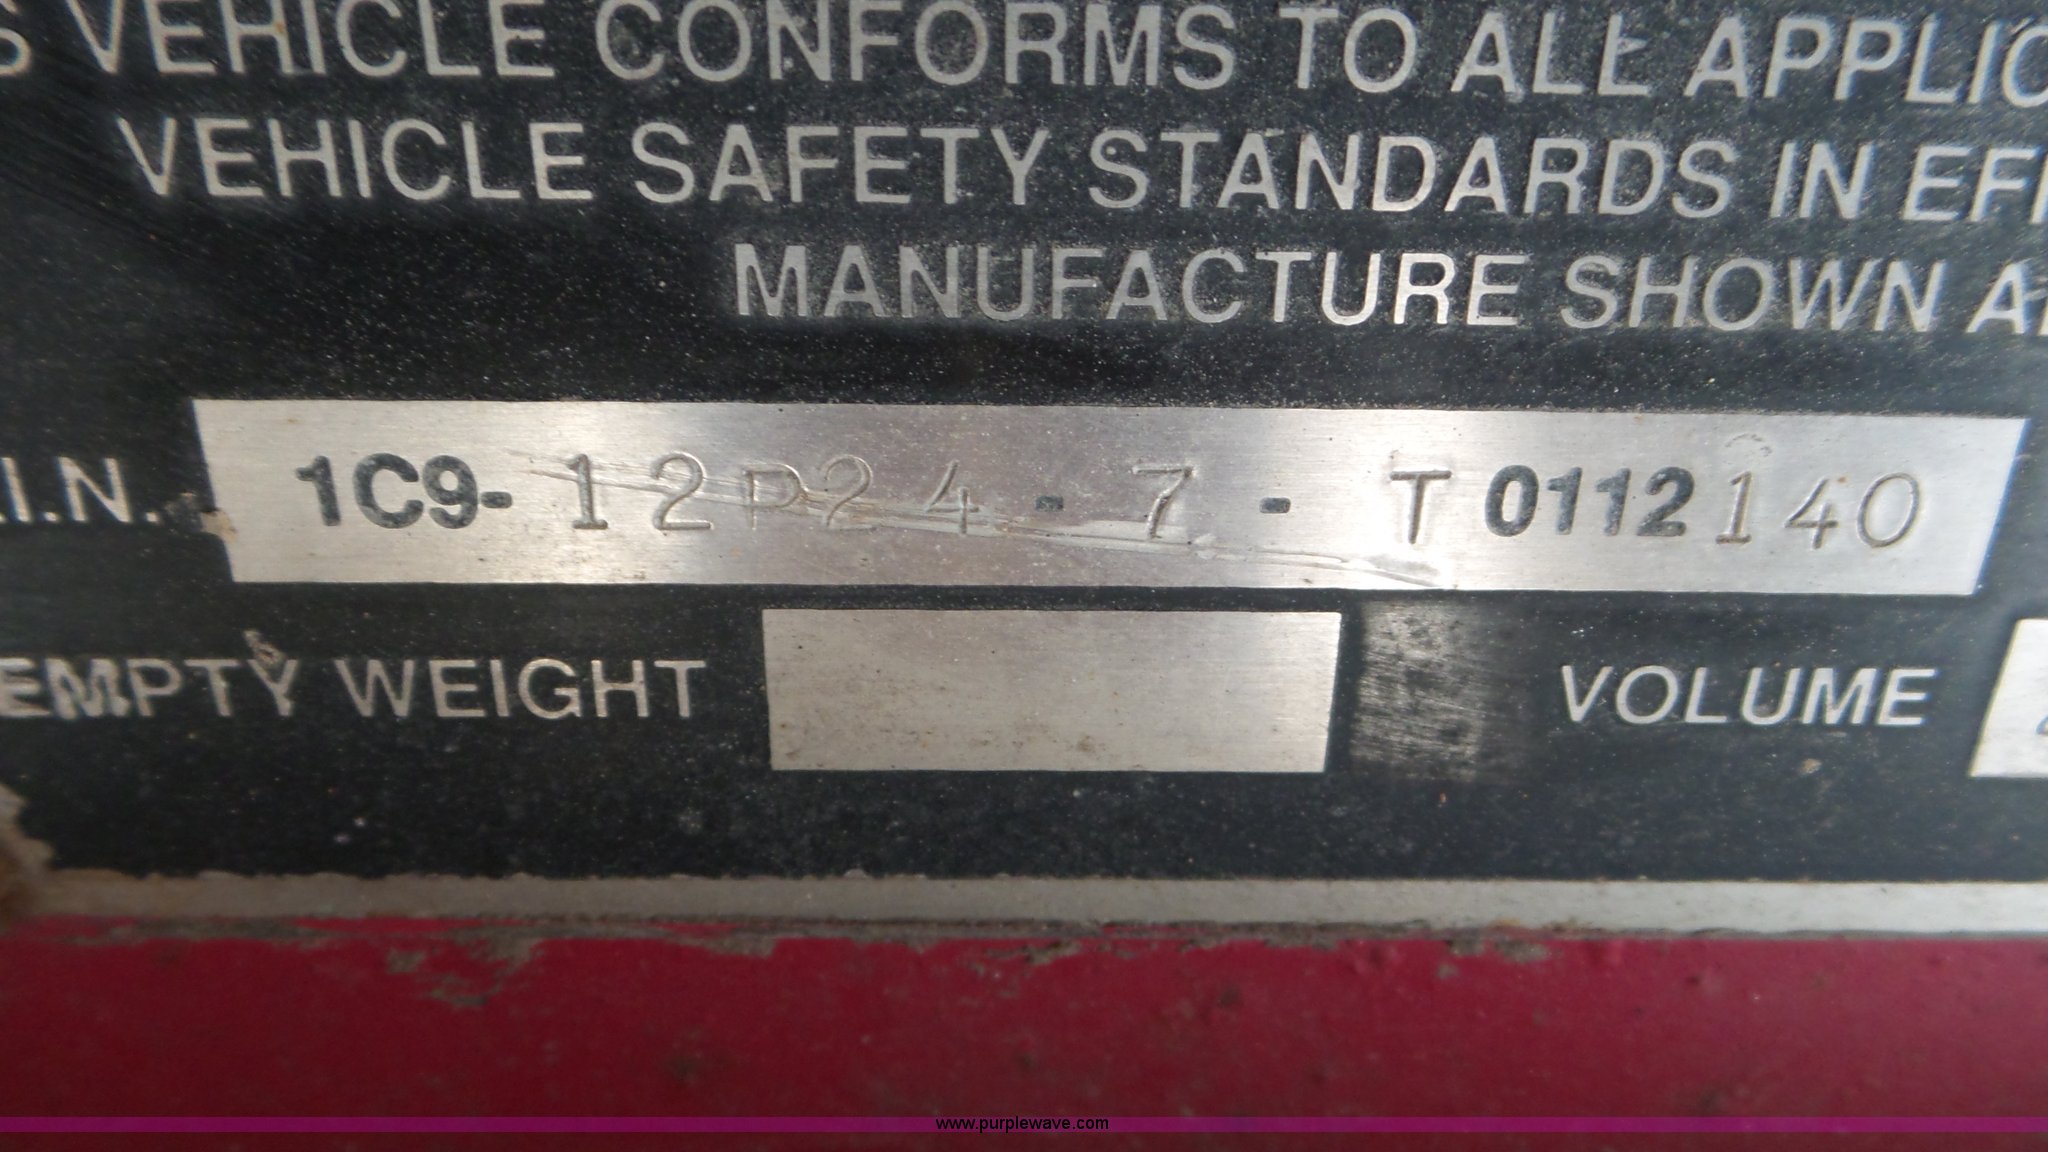 S VEHICLE CONFORMS TO ALL APPLIC
VEHICLE SAFETY STANDARDS IN EFF
MANUFACTURE SHOWN A
.I.N. 1C9-12P24-7-T0112140
EMPTY WEIGHT VOLUME
www.purplewave.com